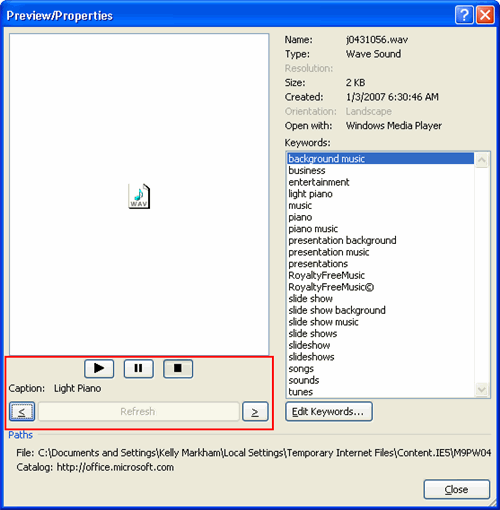 Preview/Properties
WAV
Name: j0431056.wav
Type: Wave Sound
Resolution:
Size: 2 KB
Created: 1/3/2007 6:30:46 AM
Orientation: Landscape
Open with: Windows Media Player
Keywords:
background music
business
entertainment
light piano
music
piano
piano music
presentation background
presentation music
presentations
RoyaltyFreeMusic
RoyaltyFreeMusic©
slide show
slide show background
slide show music
slide shows
slideshow
slideshows
songs
sounds
tunes
Edit Keywords...
Caption: Light Piano
< Refresh >
Paths
File: C:\Documents and Settings\Kelly Markham\Local Settings\Temporary Internet Files\Content.IE5\M9PW04
Catalog: http://office.microsoft.com
Close